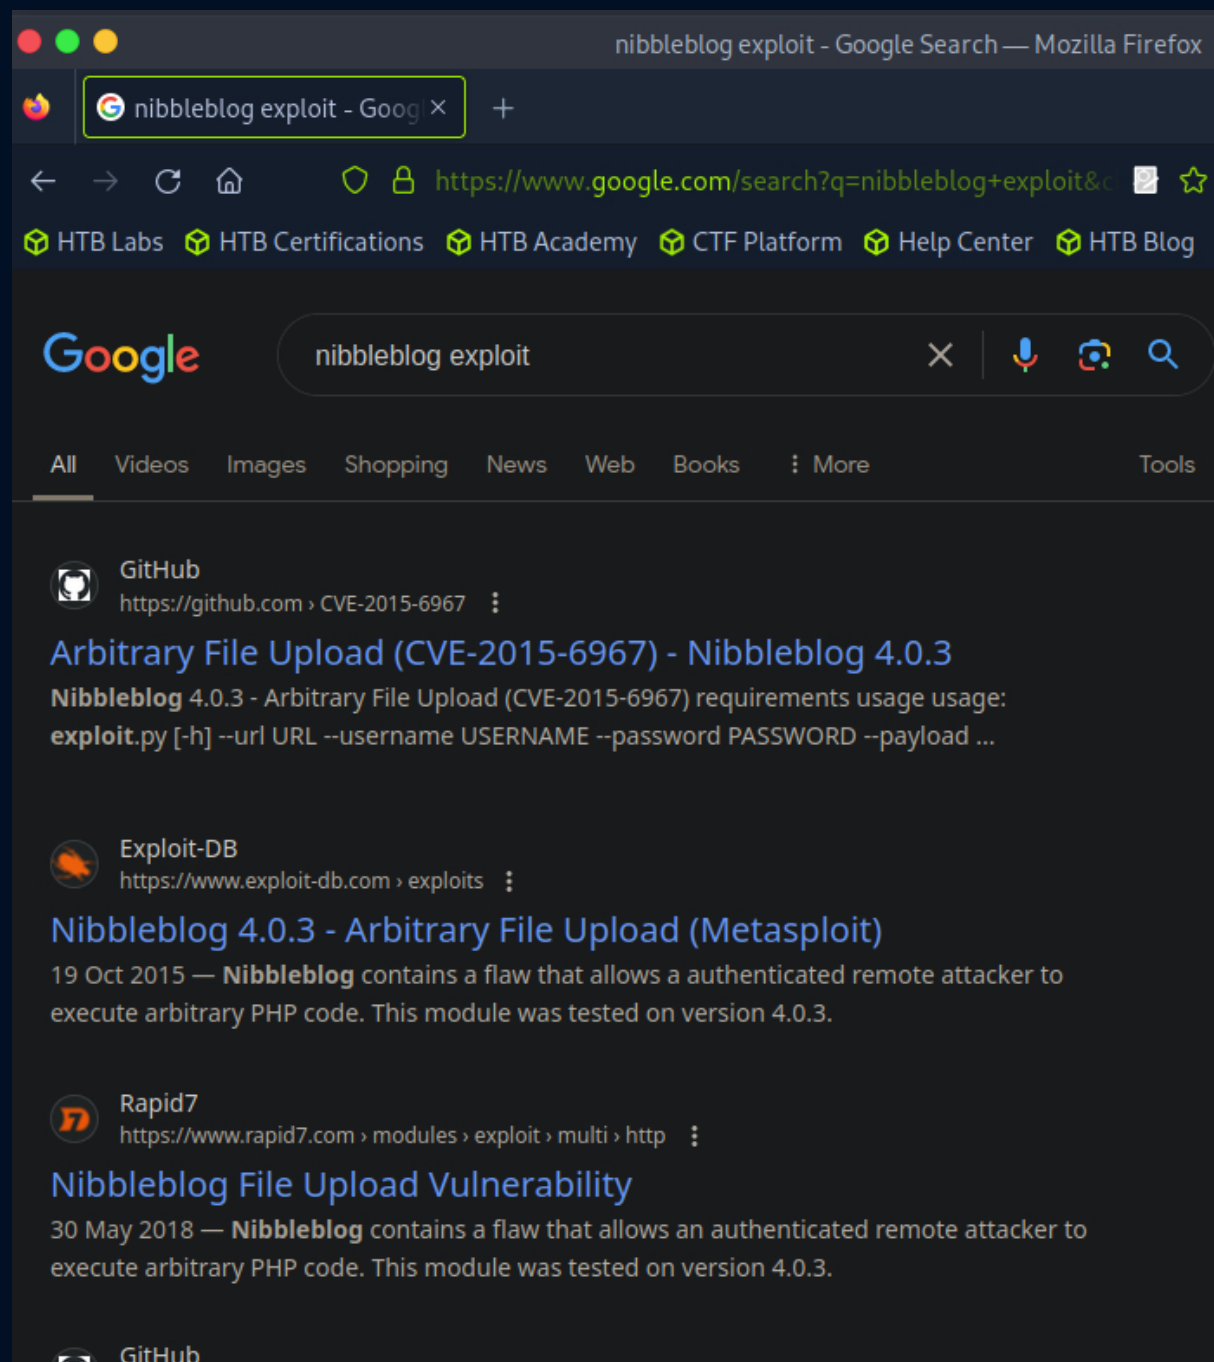 nibbleblog exploit - Google Search — Mozilla Firefox
nibbleblog exploit - Goog
https://www.google.com/search?q=nibbleblog+exploit&c
HTB Labs HTB Certifications HTB Academy CTF Platform Help Center HTB Blog
Google nibbleblog exploit
All Videos Images Shopping News Web Books More Tools
GitHub
https://github.com › CVE-2015-6967
Arbitrary File Upload (CVE-2015-6967) - Nibbleblog 4.0.3
Nibbleblog 4.0.3 - Arbitrary File Upload (CVE-2015-6967) requirements usage usage:
exploit.py [-h] --url URL --username USERNAME --password PASSWORD --payload ...
Exploit-DB
https://www.exploit-db.com › exploits
Nibbleblog 4.0.3 - Arbitrary File Upload (Metasploit)
19 Oct 2015 — Nibbleblog contains a flaw that allows a authenticated remote attacker to
execute arbitrary PHP code. This module was tested on version 4.0.3.
Rapid7
https://www.rapid7.com › modules › exploit › multi › http
Nibbleblog File Upload Vulnerability
30 May 2018 — Nibbleblog contains a flaw that allows an authenticated remote attacker to
execute arbitrary PHP code. This module was tested on version 4.0.3.
GitHub